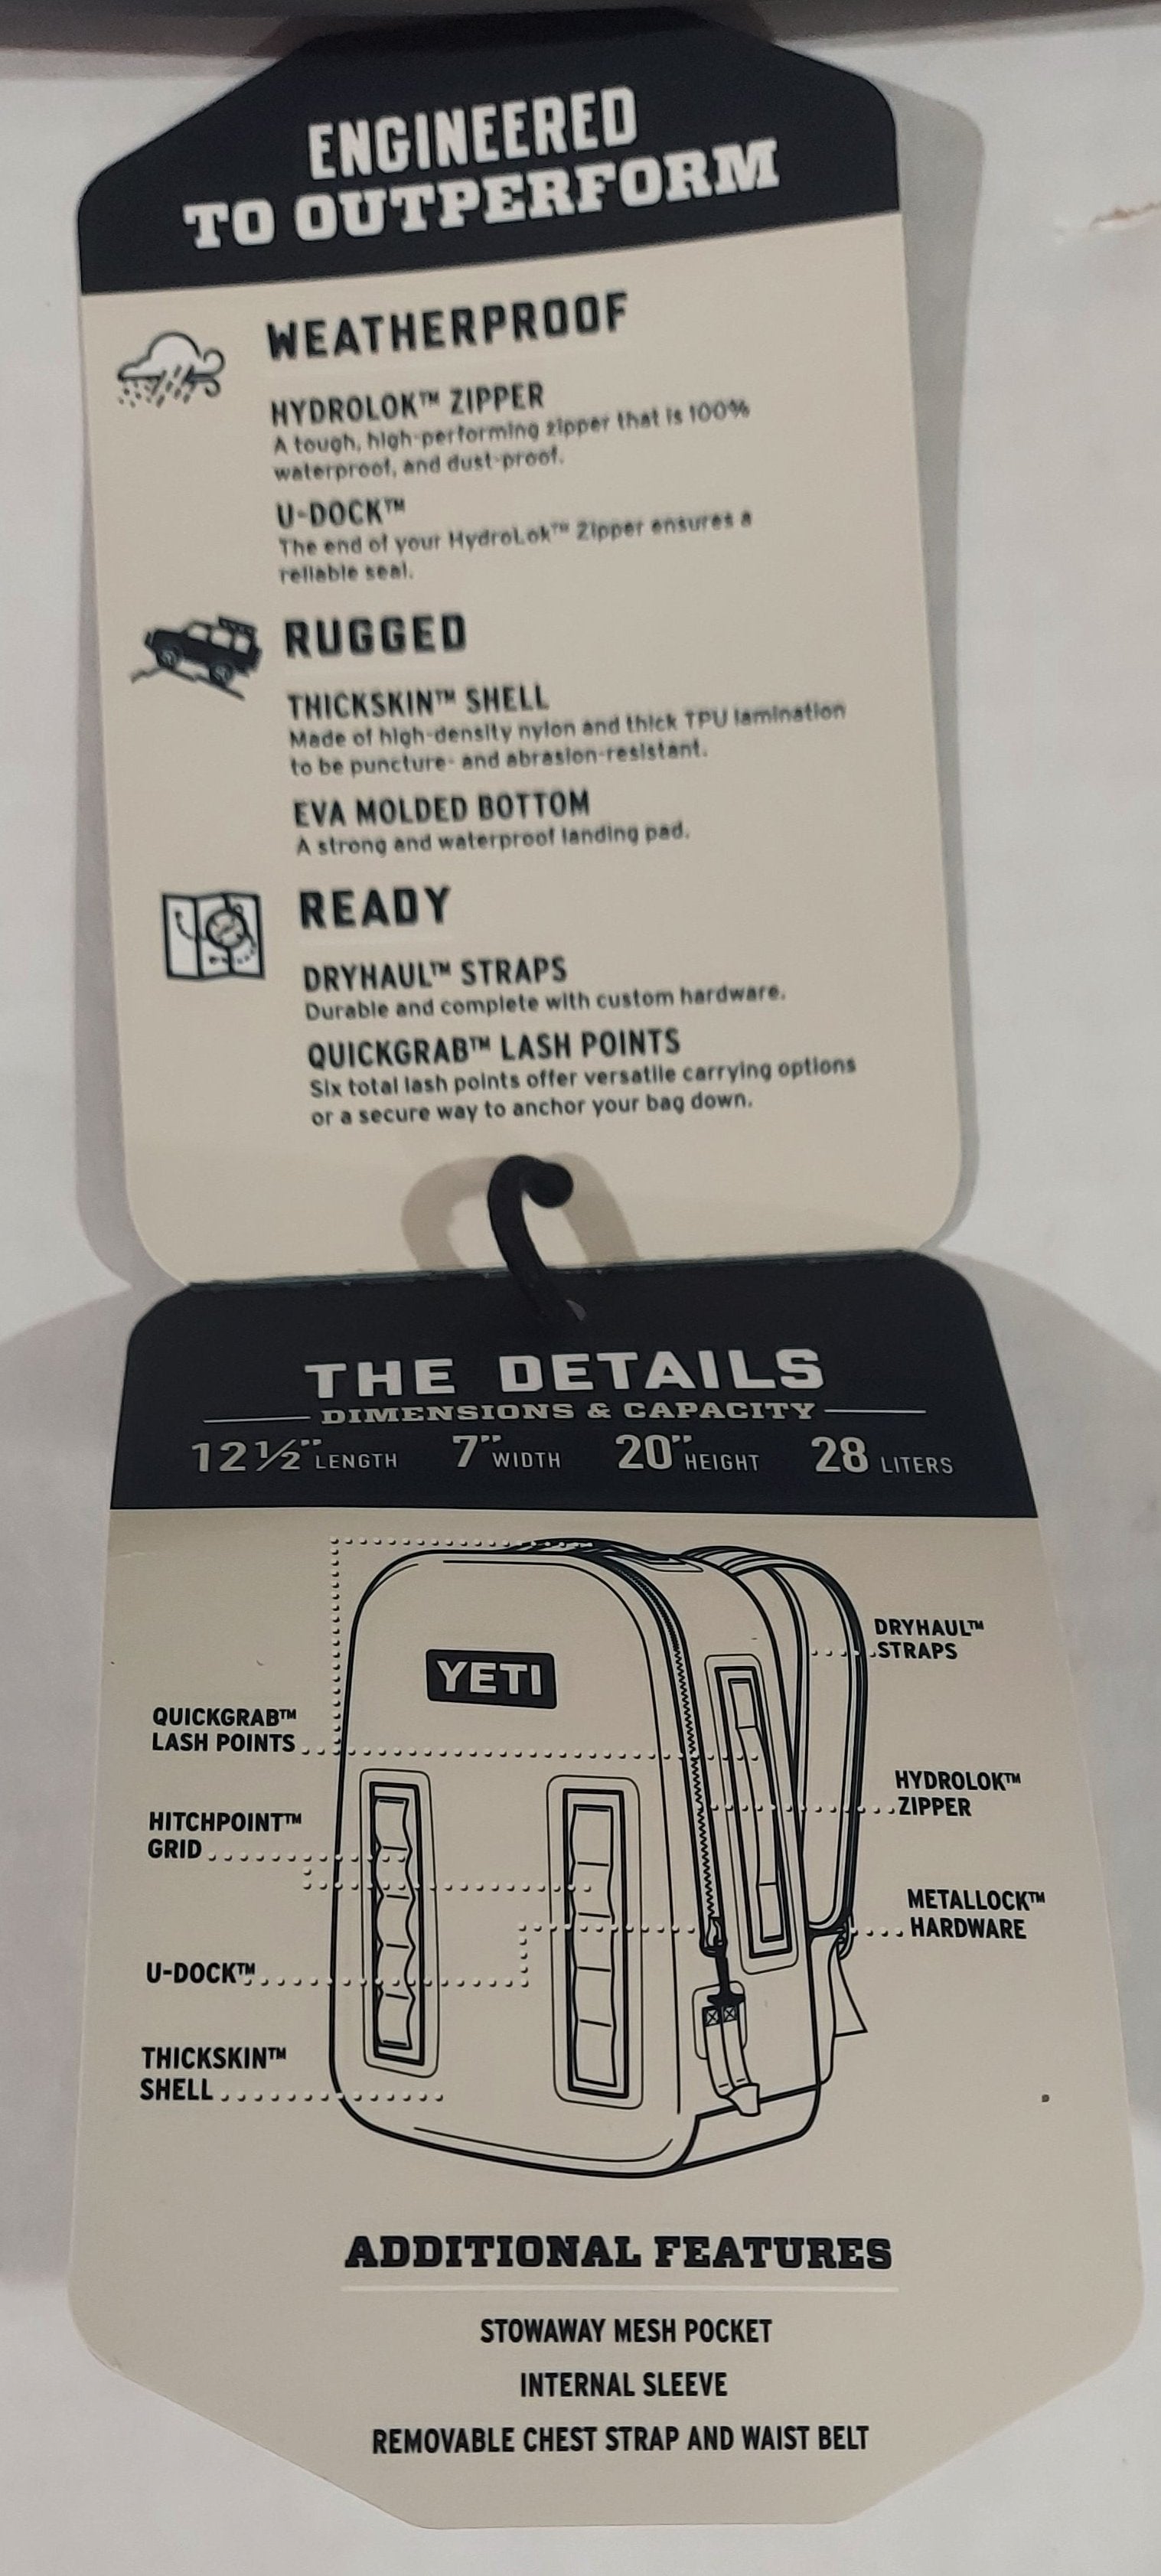 ENGINEERED
TO OUTPERFORM
WEATHERPROOF
HYDROLOK™ ZIPPER
A tough, high-performing zipper that is 100%
waterproof, and dust-proof.
U-DOCK™
The end of your HydroLok™ Zipper ensures a
reliable seal.
RUGGED
THICKSKIN™ SHELL
Made of high-density nylon and thick TPU lamination
to be puncture- and abrasion-resistant.
EVA MOLDED BOTTOM
A strong and waterproof landing pad.
READY
DRYHAUL™ STRAPS
Durable and complete with custom hardware.
QUICKGRAB™ LASH POINTS
Six total lash points offer versatile carrying options
or a secure way to anchor your bag down.
THE DETAILS
DIMENSIONS & CAPACITY
12 ½" LENGTH 7" WIDTH 20" HEIGHT 28 LITERS
YETI
DRYHAUL™
STRAPS
QUICKGRAB™
LASH POINTS
HYDROLOK™
ZIPPER
HITCHPOINT™
GRID
METALLOCK™
HARDWARE
U-DOCK™
THICKSKIN™
SHELL
ADDITIONAL FEATURES
STOWAWAY MESH POCKET
INTERNAL SLEEVE
REMOVABLE CHEST STRAP AND WAIST BELT